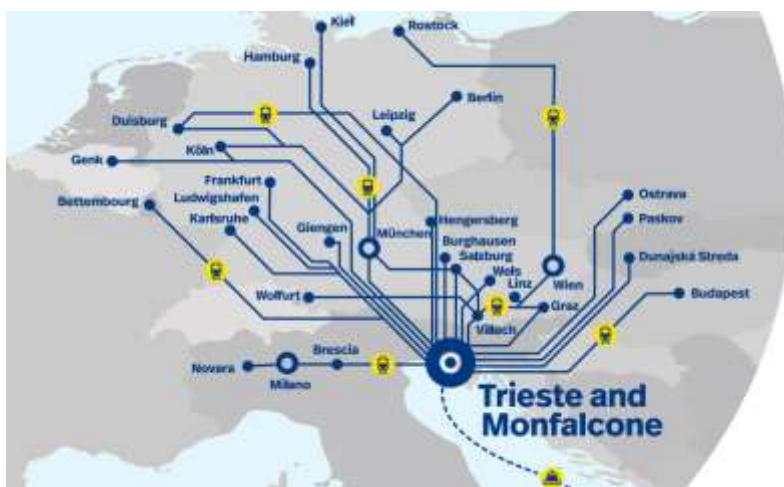 Kiel
Rostock
Hamburg
Berlin
Leipzig
Duisburg
Köln
Genk
Frankfurt
Ludwigshafen
Karlsruhe
Bettembourg
Giengen
München
Hengersberg
Burghausen
Salzburg
Wels
Linz
Wien
Ostrava
Paskov
Dunajská Streda
Budapest
Wolfurt
Villach
Graz
Novara
Milano
Brescia
Trieste and
Monfalcone